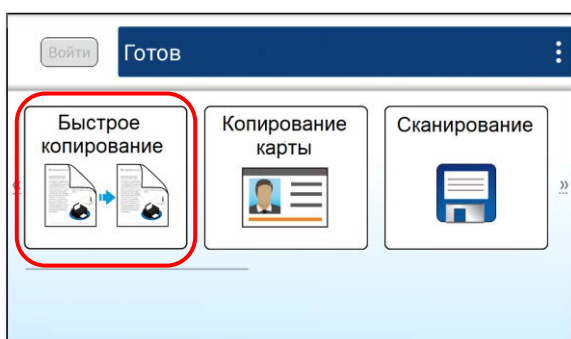 Войти
Готов
Быстрое
копирование
Копирование
карты
Сканирование
«
»